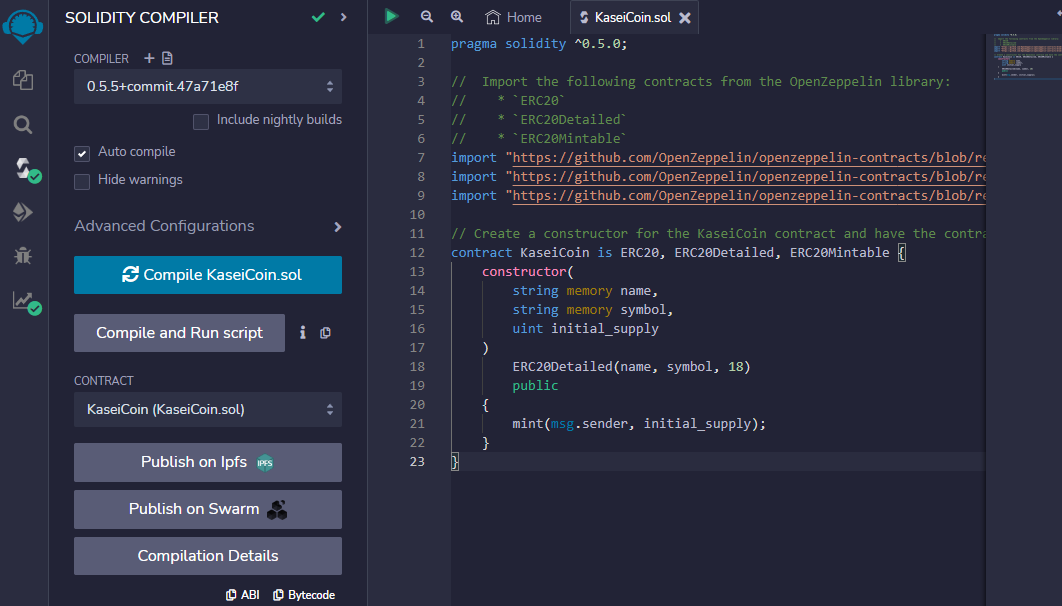 SOLIDITY COMPILER
COMPILER
0.5.5+commit.47a71e8f
Include nightly builds
Auto compile
Hide warnings
Advanced Configurations
Compile KaseiCoin.sol
Compile and Run script
CONTRACT
KaseiCoin (KaseiCoin.sol)
Publish on Ipfs
IPFS
Publish on Swarm
Compilation Details
ABI
Bytecode
Home
KaseiCoin.sol
1 pragma solidity ^0.5.0;
2
3 //  Import the following contracts from the OpenZeppelin library:
4 //    * `ERC20`
5 //    * `ERC20Detailed`
6 //    * `ERC20Mintable`
7 import "https://github.com/OpenZeppelin/openzeppelin-contracts/blob/re
8 import "https://github.com/OpenZeppelin/openzeppelin-contracts/blob/re
9 import "https://github.com/OpenZeppelin/openzeppelin-contracts/blob/re
10
11 // Create a constructor for the KaseiCoin contract and have the contra
12 contract KaseiCoin is ERC20, ERC20Detailed, ERC20Mintable {
13     constructor(
14         string memory name,
15         string memory symbol,
16         uint initial_supply
17     )
18         ERC20Detailed(name, symbol, 18)
19         public
20     {
21         mint(msg.sender, initial_supply);
22     }
23 }